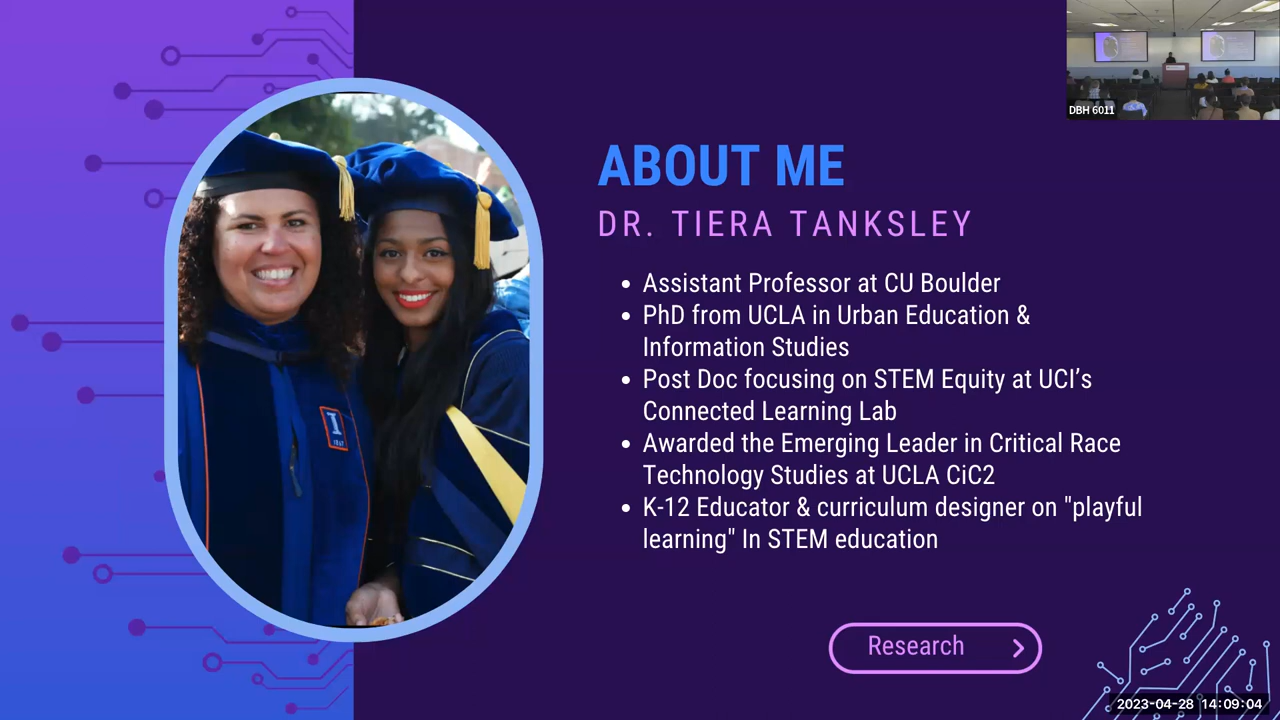 DBH 6011
ABOUT ME
DR. TIERA TANKSLEY
Assistant Professor at CU Boulder
PhD from UCLA in Urban Education &
Information Studies
Post Doc focusing on STEM Equity at UCI’s
Connected Learning Lab
Awarded the Emerging Leader in Critical Race
Technology Studies at UCLA CiC2
K-12 Educator & curriculum designer on "playful
learning" In STEM education
I
1867
Research
2023-04-28 14:09:04